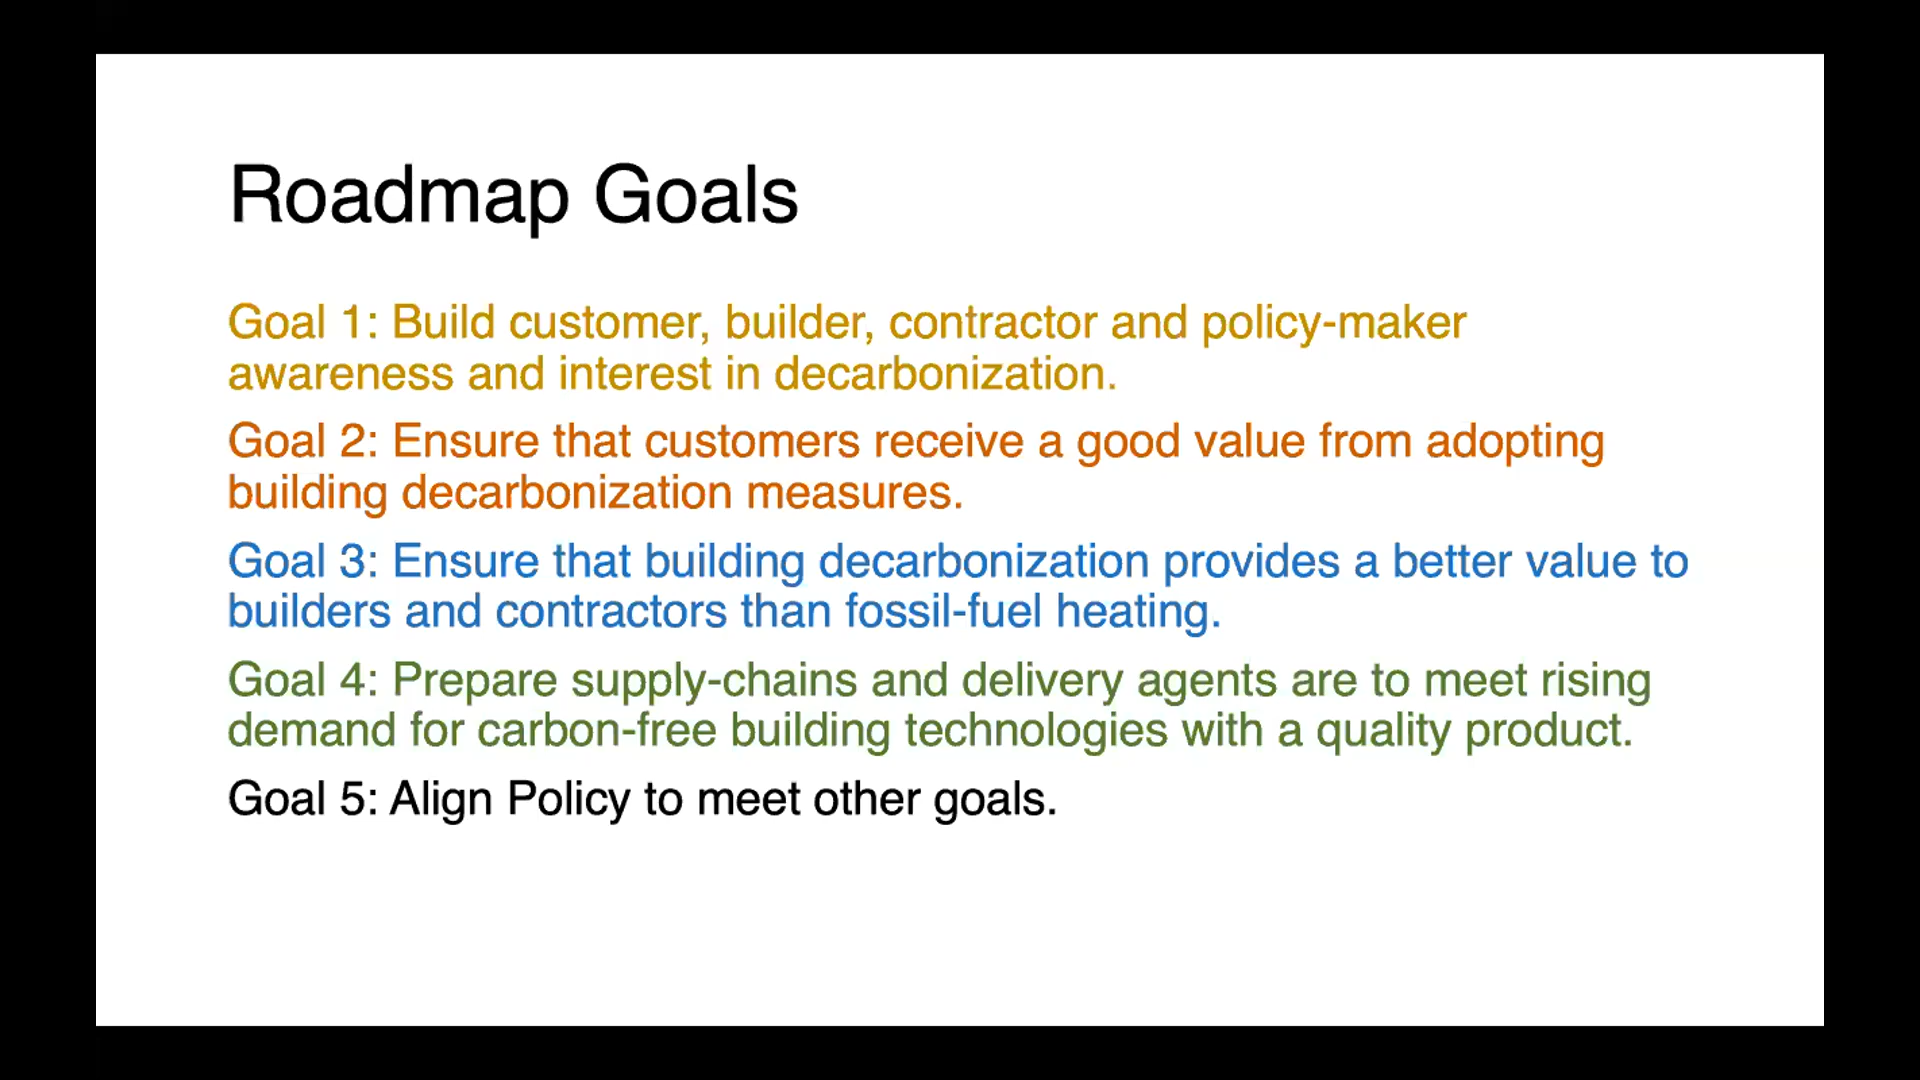 Roadmap Goals
Goal 1: Build customer, builder, contractor and policy-maker
awareness and interest in decarbonization.
Goal 2: Ensure that customers receive a good value from adopting
building decarbonization measures.
Goal 3: Ensure that building decarbonization provides a better value to
builders and contractors than fossil-fuel heating.
Goal 4: Prepare supply-chains and delivery agents are to meet rising
demand for carbon-free building technologies with a quality product.
Goal 5: Align Policy to meet other goals.